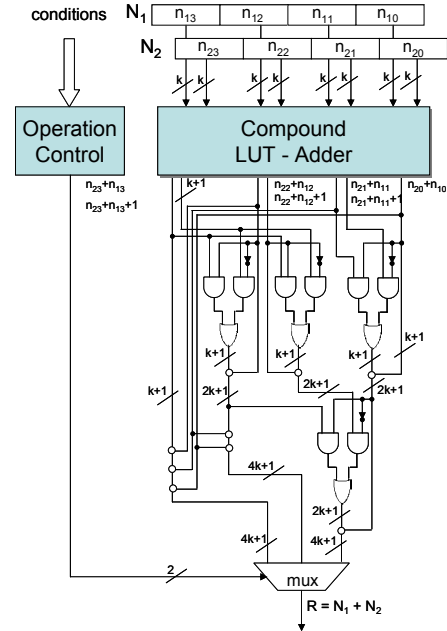 conditions
N1 n13 n12 n11 n10
N2 n23 n22 n21 n20
k k k k k k k k
Operation Control
Compound LUT - Adder
n23+n13
n23+n13+1
k+1
n22+n12
n22+n12+1
n21+n11
n21+n11+1
n20+n10
k+1 k+1 k+1 k+1
k+1 2k+1 2k+1 2k+1
4k+1
2k+1
4k+1 4k+1
2
mux
R = N1 + N2